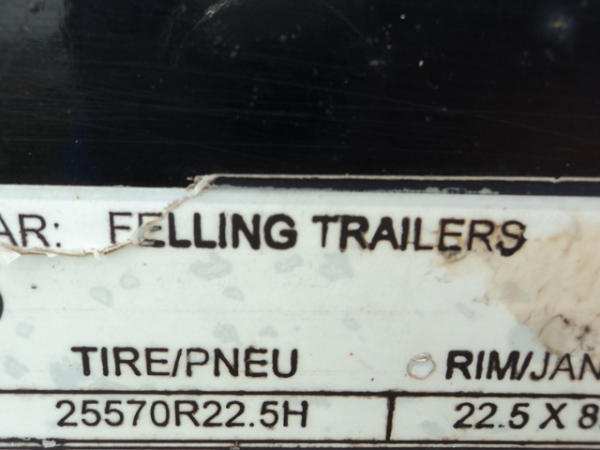 AR: FELLING TRAILERS
TIRE/PNEU RIM/JAN
25570R22.5H 22.5 X 8